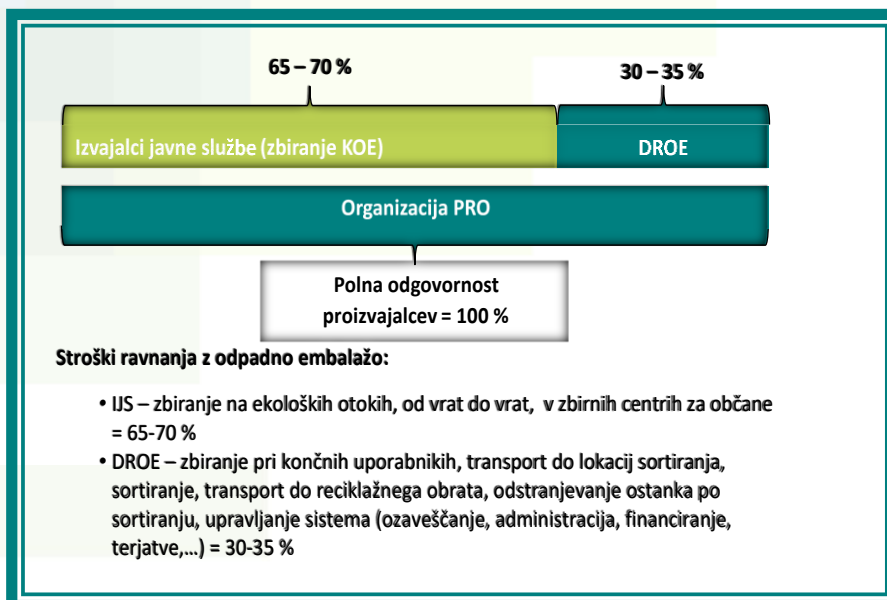 65 – 70 %
30 – 35 %
Izvajalci javne službe (zbiranje KOE)
DROE
Organizacija PRO
Polna odgovornost
proizvajalcev = 100 %
Stroški ravnanja z odpadno embalažo:
• IJS – zbiranje na ekoloških otokih, od vrat do vrat, v zbirnih centrih za občane
= 65-70 %
• DROE – zbiranje pri končnih uporabnikih, transport do lokacij sortiranja,
sortiranje, transport do reciklažnega obrata, odstranjevanje ostanka po
sortiranju, upravljanje sistema (ozaveščanje, administracija, financiranje,
terjatve,...) = 30-35 %